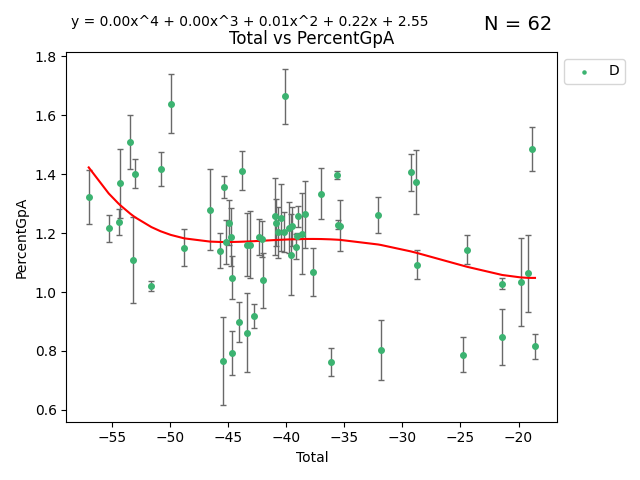 y = 0.00x^4 + 0.00x^3 + 0.01x^2 + 0.22x + 2.55
N = 62
Total vs PercentGpA
D
PercentGpA
1.8
1.6
1.4
1.2
1.0
0.8
0.6
−55 −50 −45 −40 −35 −30 −25 −20
Total